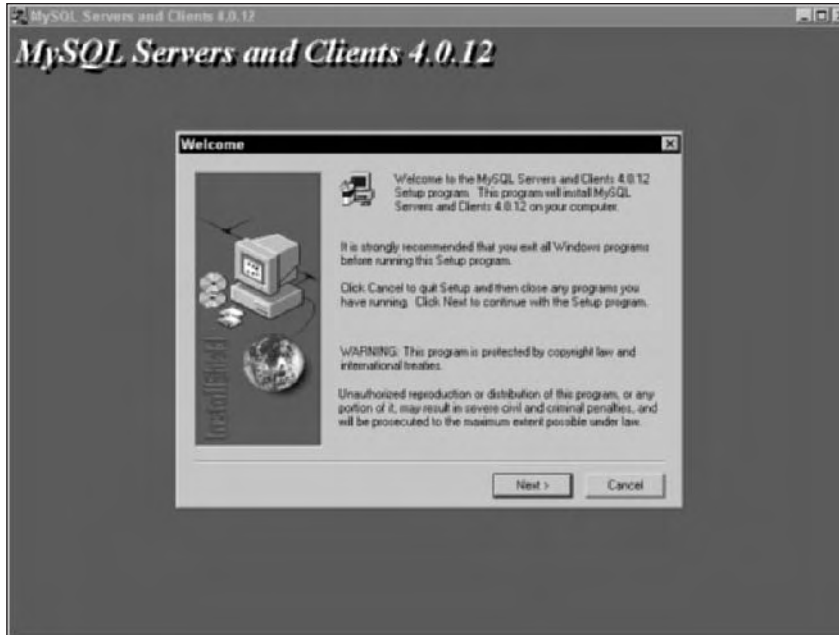 MySQL Servers and Clients 4.0.12
MySQL Servers and Clients 4.0.12
Welcome
Welcome to the MySQL Servers and Clients 4.0.12
Setup program. This program will install MySQL
Servers and Clients 4.0.12 on your computer.
It is strongly recommended that you exit all Windows programs
before running this Setup program.
Click Cancel to quit Setup and then close any programs you
have running. Click Next to continue with the Setup program.
WARNING: This program is protected by copyright law and
international treaties.
Unauthorized reproduction or distribution of this program, or any
portion of it, may result in severe civil and criminal penalties, and
will be prosecuted to the maximum extent possible under law.
InstallShield
Next >
Cancel